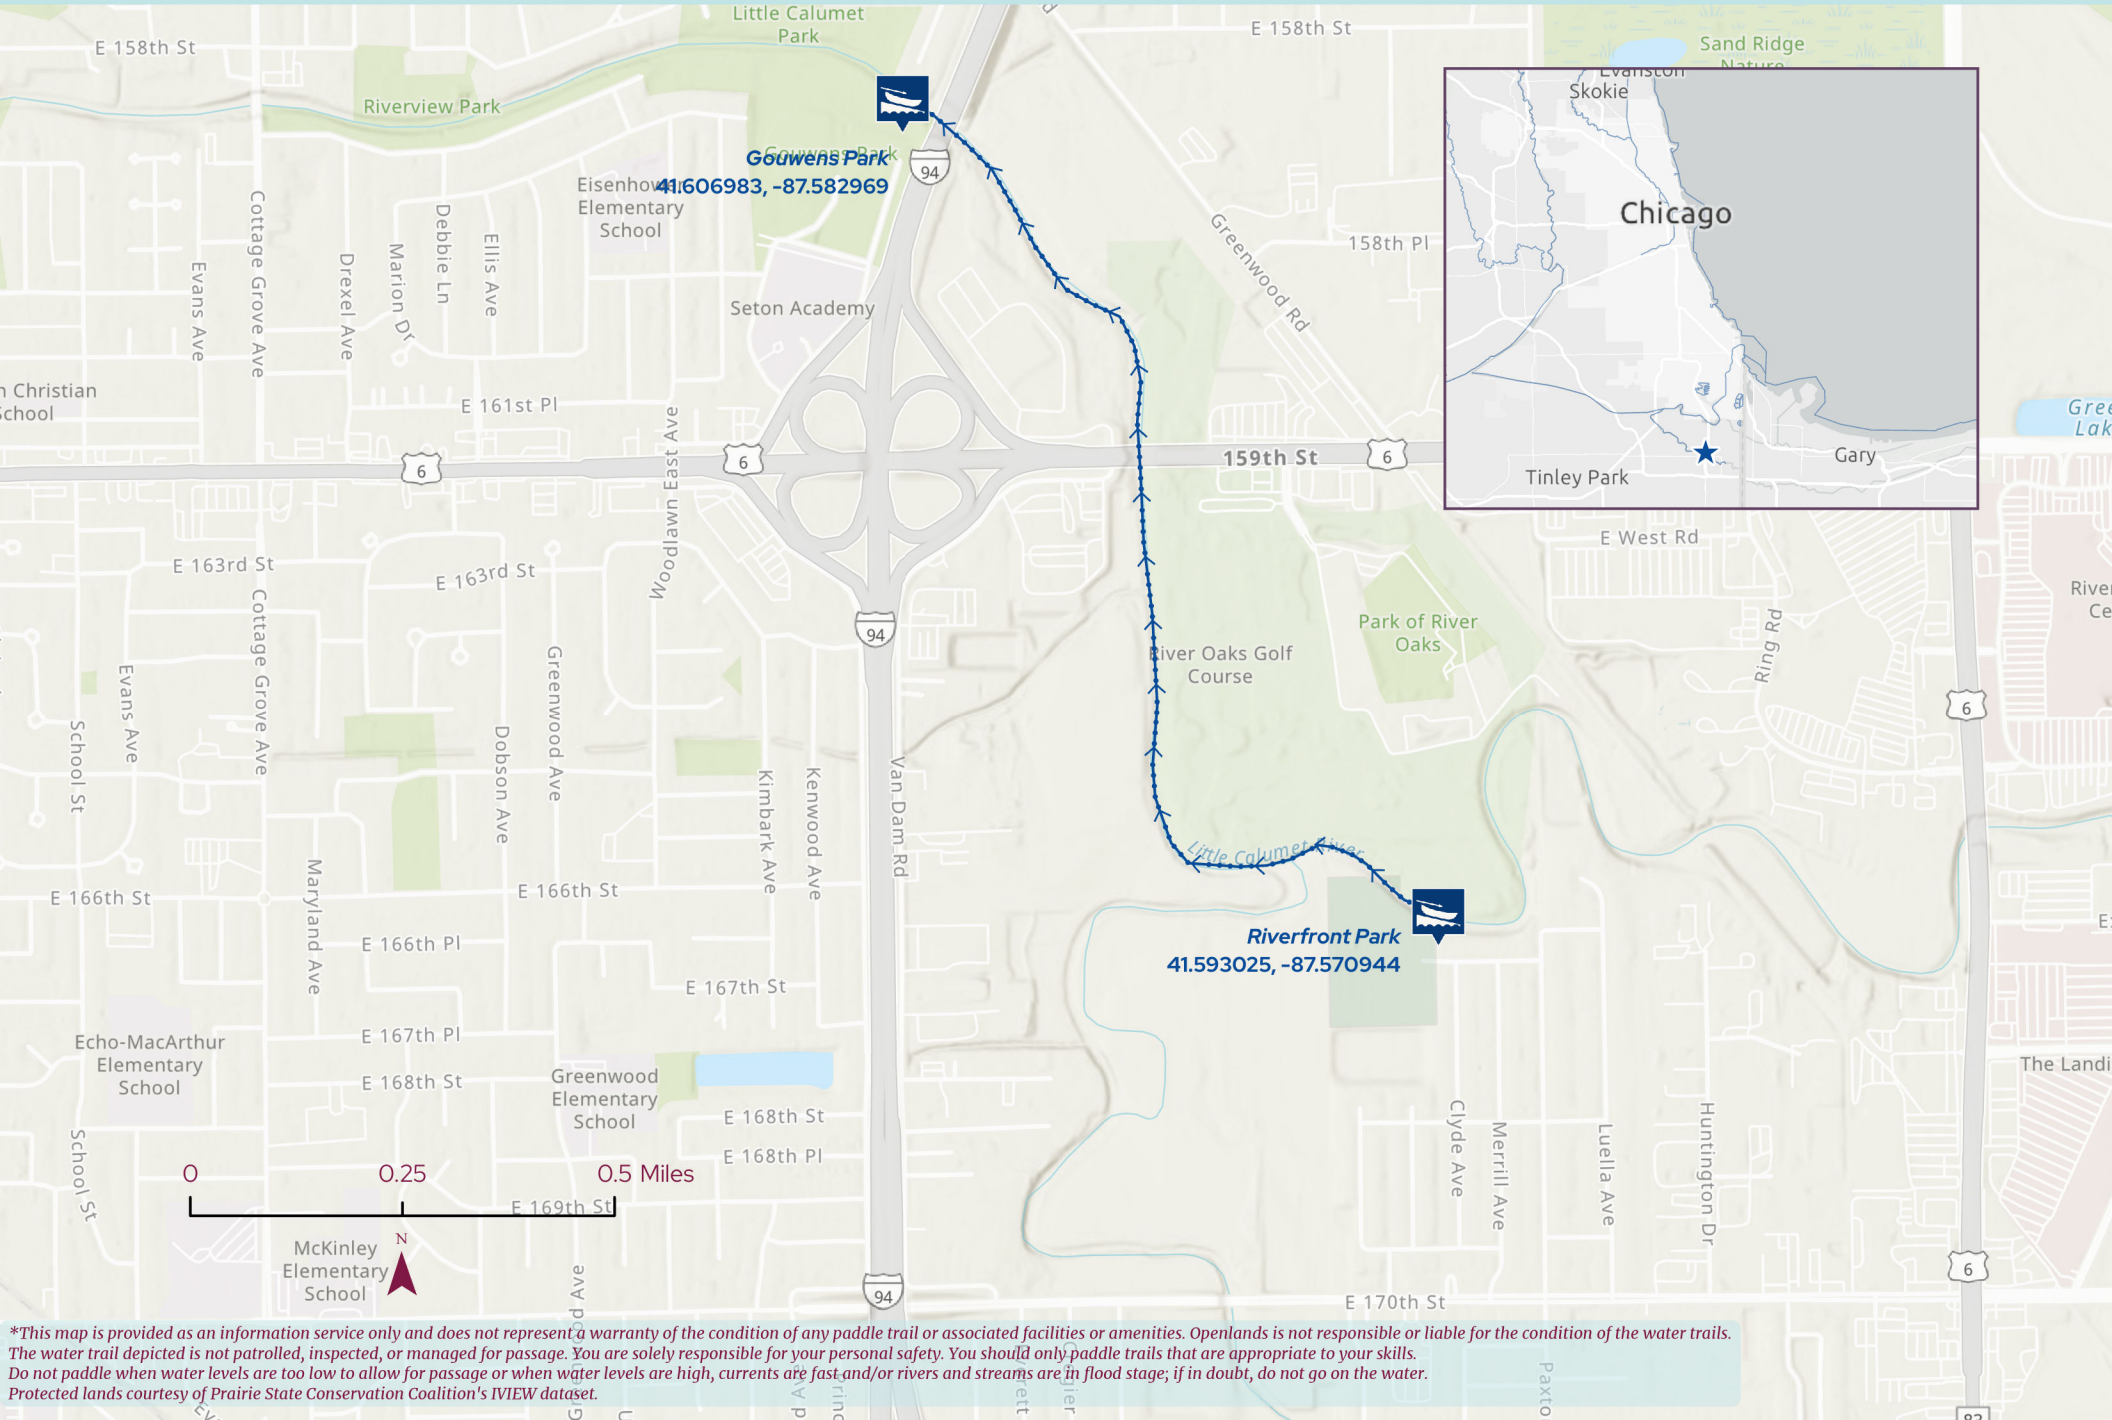 Little Calumet
Park
E 158th St
E 158th St
Sand Ridge
Nature
Riverview Park
Gouwens Park
Gouwens Park
41.606983, -87.582969
94
Eisenhower
Elementary
School
Evanston
Skokie
Chicago
Tinley Park
Gary
Cottage Grove Ave
Debbie Ln
Ellis Ave
Marion Dr
Drexel Ave
Evans Ave
Greenwood Rd
158th Pl
Seton Academy
n Christian
School
E 161st Pl
Woodlawn East Ave
6
6
159th St
6
Gree
Lak
E West Rd
E 163rd St
E 163rd St
Cottage Grove Ave
94
Park of River
Oaks
River Oaks Golf
Course
Ring Rd
River
Ce
6
Evans Ave
School St
Greenwood Ave
Dobson Ave
Kimbark Ave
Kenwood Ave
Van Dam Rd
Little Calumet River
Riverfront Park
41.593025, -87.570944
E 166th St
E 166th St
Maryland Ave
E 166th Pl
E 167th St
E 167th Pl
Echo-MacArthur
Elementary
School
E 168th St
Greenwood
Elementary
School
E 168th St
E 168th Pl
The Landi
Clyde Ave
Merrill Ave
Luella Ave
Huntington Dr
School St
0 0.25 0.5 Miles
E 169th St
N
McKinley
Elementary
School
94
E 170th St
6
*This map is provided as an information service only and does not represent a warranty of the condition of any paddle trail or associated facilities or amenities. Openlands is not responsible or liable for the condition of the water trails.
The water trail depicted is not patrolled, inspected, or managed for passage. You are solely responsible for your personal safety. You should only paddle trails that are appropriate to your skills.
Do not paddle when water levels are too low to allow for passage or when water levels are high, currents are fast and/or rivers and streams are in flood stage; if in doubt, do not go on the water.
Protected lands courtesy of Prairie State Conservation Coalition's IVIEW dataset.
Paxto
83